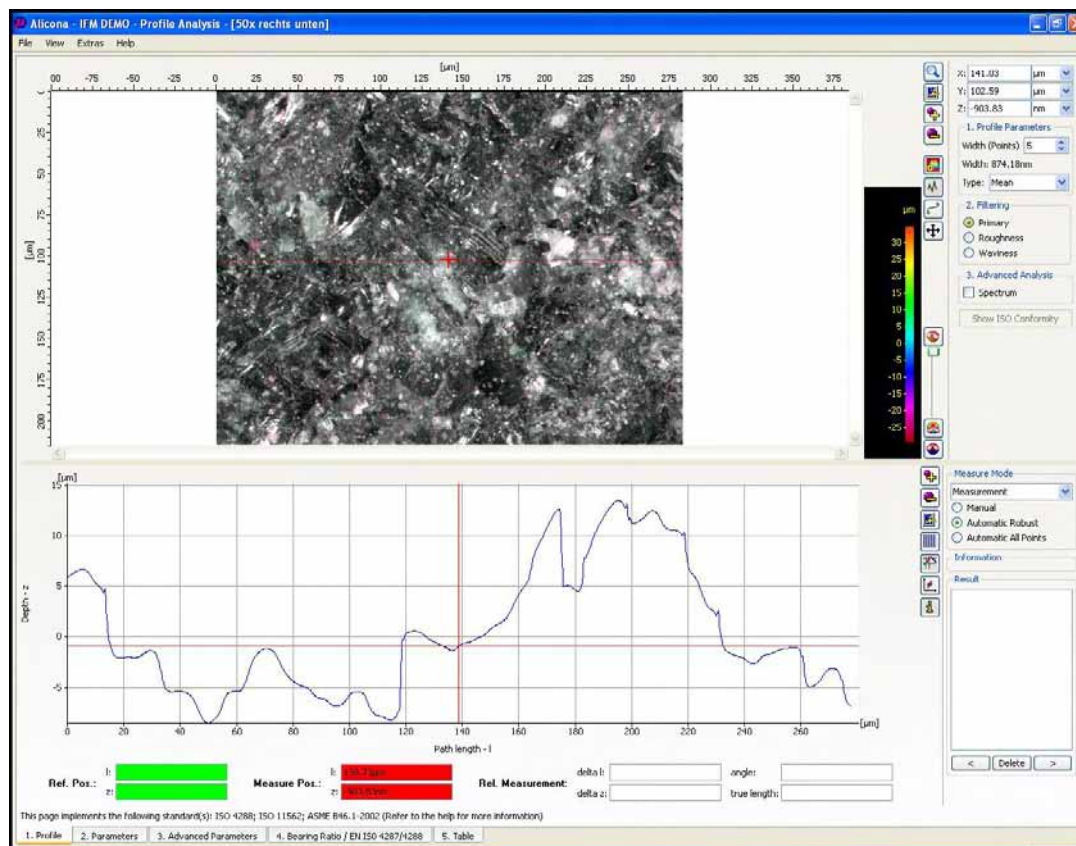 Alicona - IFM DEMO - Profile Analysis - [50x rechts unten]
File View Extras Help
[µm]
00 -75 -50 -25 0 25 50 75 100 125 150 175 200 225 250 275 300 325 350 375
[µm]
0
25
50
75
100
125
150
175
200
µm
30
25
20
15
10
5
0
-5
-10
-15
-20
-25
X: 141.03 µm
Y: 102.59 µm
Z: -903.83 nm
1. Profile Parameters
Width (Points) 5
Width: 874.18nm
Type: Mean
2. Filtering
Primary
Roughness
Waviness
3. Advanced Analysis
Spectrum
Show ISO Conformity
[µm]
15
10
5
0
-5
Depth - z
0 20 40 60 80 100 120 140 160 180 200 220 240 260
[µm]
Path length - l
Measure Mode
Measurement
Manual
Automatic Robust
Automatic All Points
Information
Result
< Delete >
Ref. Pos.: l: z:
Measure Pos.: l: z:
Rel. Measurement: delta l: delta z: angle: true length:
This page implements the following standard(s): ISO 4288; ISO 11562; ASME B46.1-2002 (Refer to the help for more information)
1. Profile 2. Parameters 3. Advanced Parameters 4. Bearing Ratio / EN ISO 4287/4288 5. Table